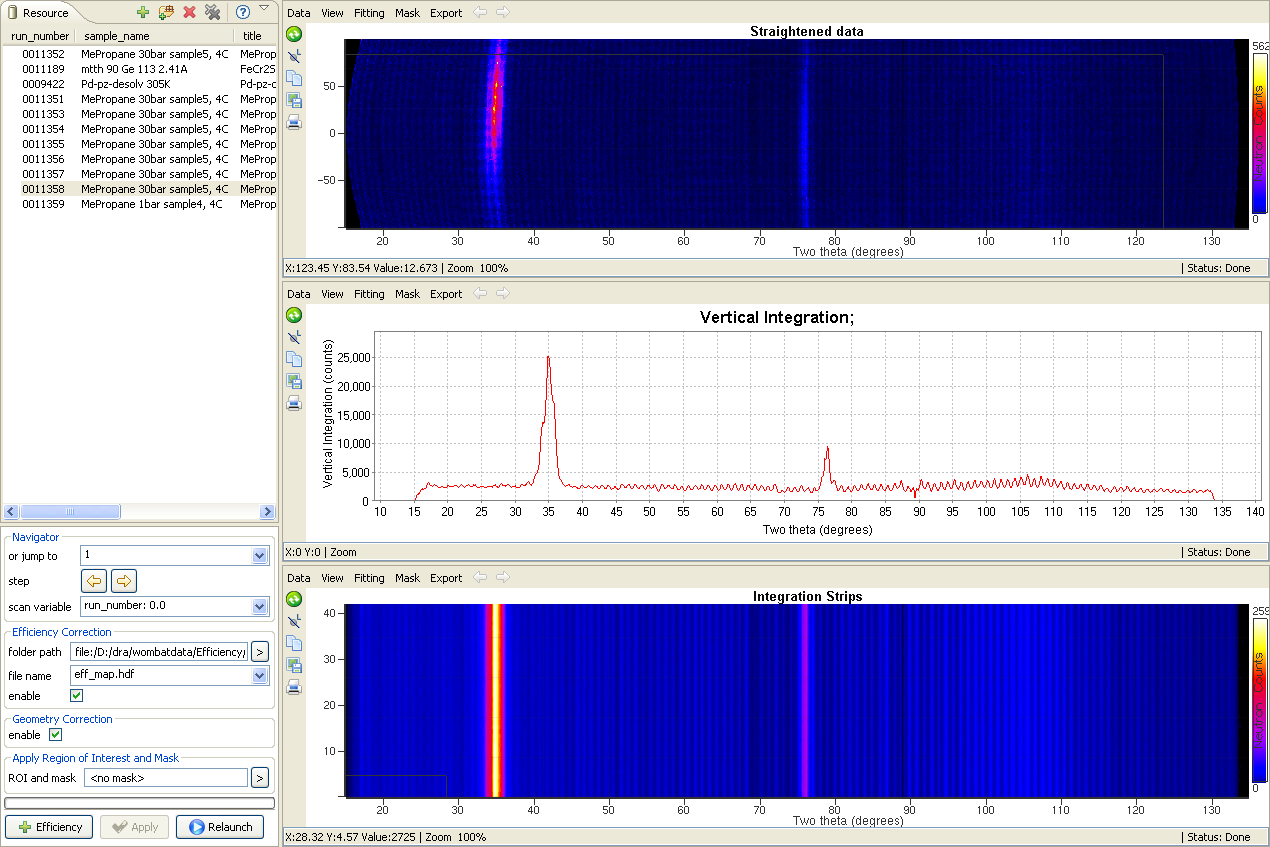 Resource
run_number sample_name title
0011352 MePropane 30bar sample5, 4C MeProp
0011189 mtth 90 Ge 113 2.41A FeCr2S
0009422 Pd-pz-desolv 305K Pd-pz-c
0011351 MePropane 30bar sample5, 4C MeProp
0011353 MePropane 30bar sample5, 4C MeProp
0011354 MePropane 30bar sample5, 4C MeProp
0011355 MePropane 30bar sample5, 4C MeProp
0011356 MePropane 30bar sample5, 4C MeProp
0011357 MePropane 30bar sample5, 4C MeProp
0011358 MePropane 30bar sample5, 4C MeProp
0011359 MePropane 1bar sample4, 4C MeProp
Navigator
or jump to 1
step
scan variable run_number: 0.0
Efficiency Correction
folder path file:/D:/dra/wombatdata/Efficiency/ >
file name eff_map.hdf
enable
Geometry Correction
enable
Apply Region of Interest and Mask
ROI and mask <no mask> >
Efficiency Apply Relaunch
Data View Fitting Mask Export
Straightened data
562
50
0
-50
Neutron Counts
0
20 30 40 50 60 70 80 90 100 110 120 130
Two theta (degrees)
X:123.45 Y:83.54 Value:12.673 | Zoom 100% | Status: Done
Data View Fitting Mask Export
Vertical Integration;
Vertical Integration (counts)
25,000
20,000
15,000
10,000
5,000
0
10 15 20 25 30 35 40 45 50 55 60 65 70 75 80 85 90 95 100 105 110 115 120 125 130 135 140
Two theta (degrees)
X:0 Y:0 | Zoom | Status: Done
Data View Fitting Mask Export
Integration Strips
259
40
30
20
10
Neutron Counts
0
20 30 40 50 60 70 80 90 100 110 120 130
Two theta (degrees)
X:28.32 Y:4.57 Value:2725 | Zoom 100% | Status: Done